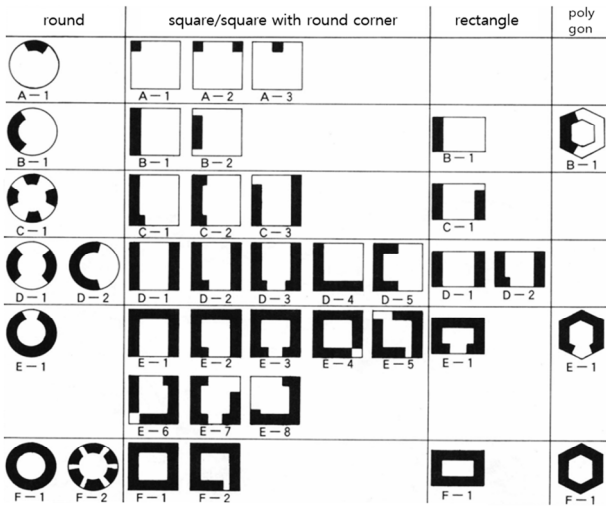 round square/square with round corner rectangle poly
gon
A－1 A－1 A－2 A－3
B－1 B－1 B－2 B－1 B－1
C－1 C－1 C－2 C－3 C－1
D－1 D－2 D－1 D－2 D－3 D－4 D－5 D－1 D－2
E－1 E－1 E－2 E－3 E－4 E－5 E－1 E－1
E－6 E－7 E－8
F－1 F－2 F－1 F－2 F－1 F－1